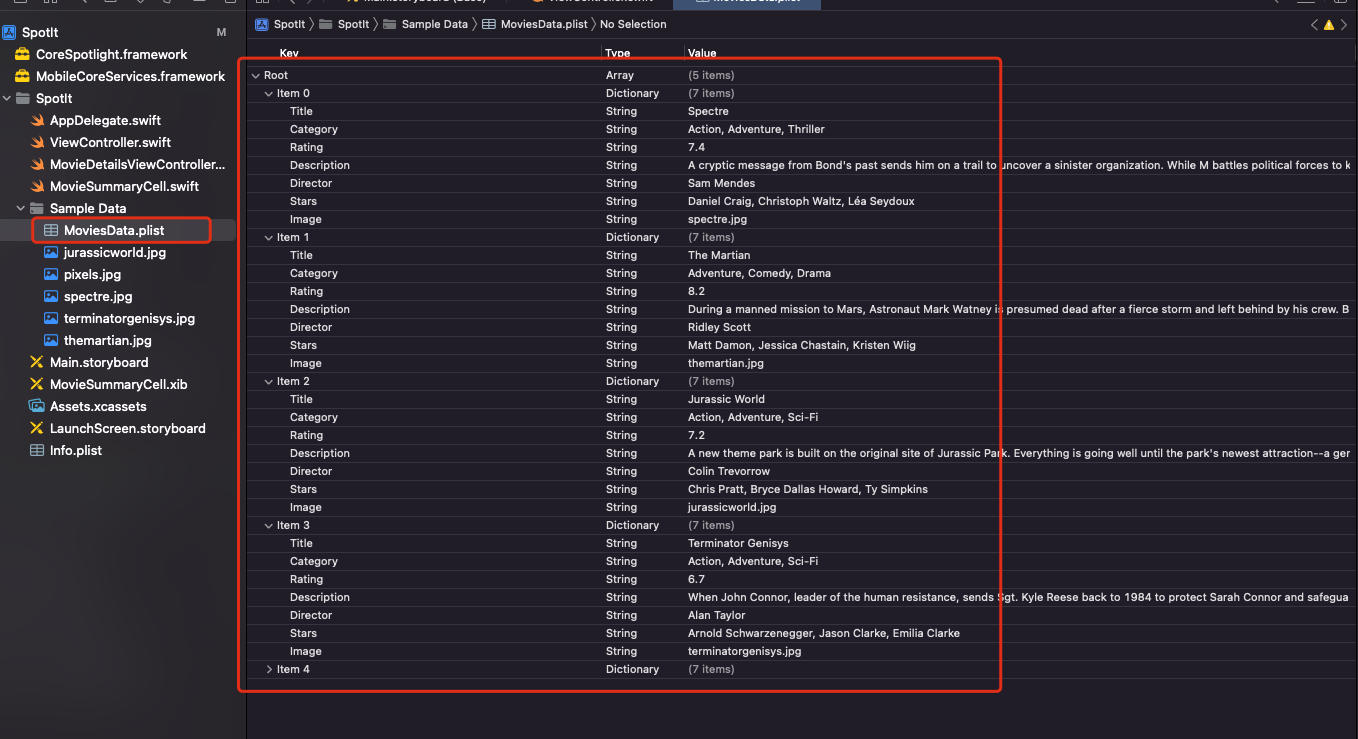 SpotIt M
CoreSpotlight.framework
MobileCoreServices.framework
SpotIt
AppDelegate.swift
ViewController.swift
MovieDetailsViewController...
MovieSummaryCell.swift
Sample Data
MoviesData.plist
jurassicworld.jpg
pixels.jpg
spectre.jpg
terminatorgenisys.jpg
themartian.jpg
Main.storyboard
MovieSummaryCell.xib
Assets.xcassets
LaunchScreen.storyboard
Info.plist
SpotIt SpotIt Sample Data MoviesData.plist No Selection
Key Type Value
Root Array (5 items)
Item 0 Dictionary (7 items)
Title String Spectre
Category String Action, Adventure, Thriller
Rating String 7.4
Description String A cryptic message from Bond's past sends him on a trail to uncover a sinister organization. While M battles political forces to k
Director String Sam Mendes
Stars String Daniel Craig, Christoph Waltz, Léa Seydoux
Image String spectre.jpg
Item 1 Dictionary (7 items)
Title String The Martian
Category String Adventure, Comedy, Drama
Rating String 8.2
Description String During a manned mission to Mars, Astronaut Mark Watney is presumed dead after a fierce storm and left behind by his crew. B
Director String Ridley Scott
Stars String Matt Damon, Jessica Chastain, Kristen Wiig
Image String themartian.jpg
Item 2 Dictionary (7 items)
Title String Jurassic World
Category String Action, Adventure, Sci-Fi
Rating String 7.2
Description String A new theme park is built on the original site of Jurassic Park. Everything is going well until the park's newest attraction--a ger
Director String Colin Trevorrow
Stars String Chris Pratt, Bryce Dallas Howard, Ty Simpkins
Image String jurassicworld.jpg
Item 3 Dictionary (7 items)
Title String Terminator Genisys
Category String Action, Adventure, Sci-Fi
Rating String 6.7
Description String When John Connor, leader of the human resistance, sends Sgt. Kyle Reese back to 1984 to protect Sarah Connor and safegua
Director String Alan Taylor
Stars String Arnold Schwarzenegger, Jason Clarke, Emilia Clarke
Image String terminatorgenisys.jpg
Item 4 Dictionary (7 items)